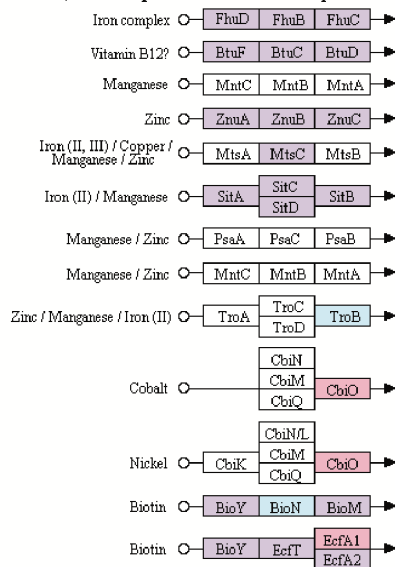 Iron complex FhuD FhuB FhuC
Vitamin B12? BtuF BtuC BtuD
Manganese MntC MntB MntA
Zinc ZnuA ZnuB ZnuC
Iron (II, III) / Copper /
Manganese / Zinc MtsA MtsC MtsB
SitC
Iron (II) / Manganese SitA SitB
SitD
Manganese / Zinc PsaA PsaC PsaB
Manganese / Zinc MntC MntB MntA
TroC
Zinc / Manganese / Iron (II) TroA TroB
TroD
CbiN
Cobalt CbiM CbiO
CbiQ
CbiN/L
Nickel CbiK CbiM CbiO
CbiQ
Biotin BioY BioN BioM
Biotin BioY EcfT EcfA1
EcfA2